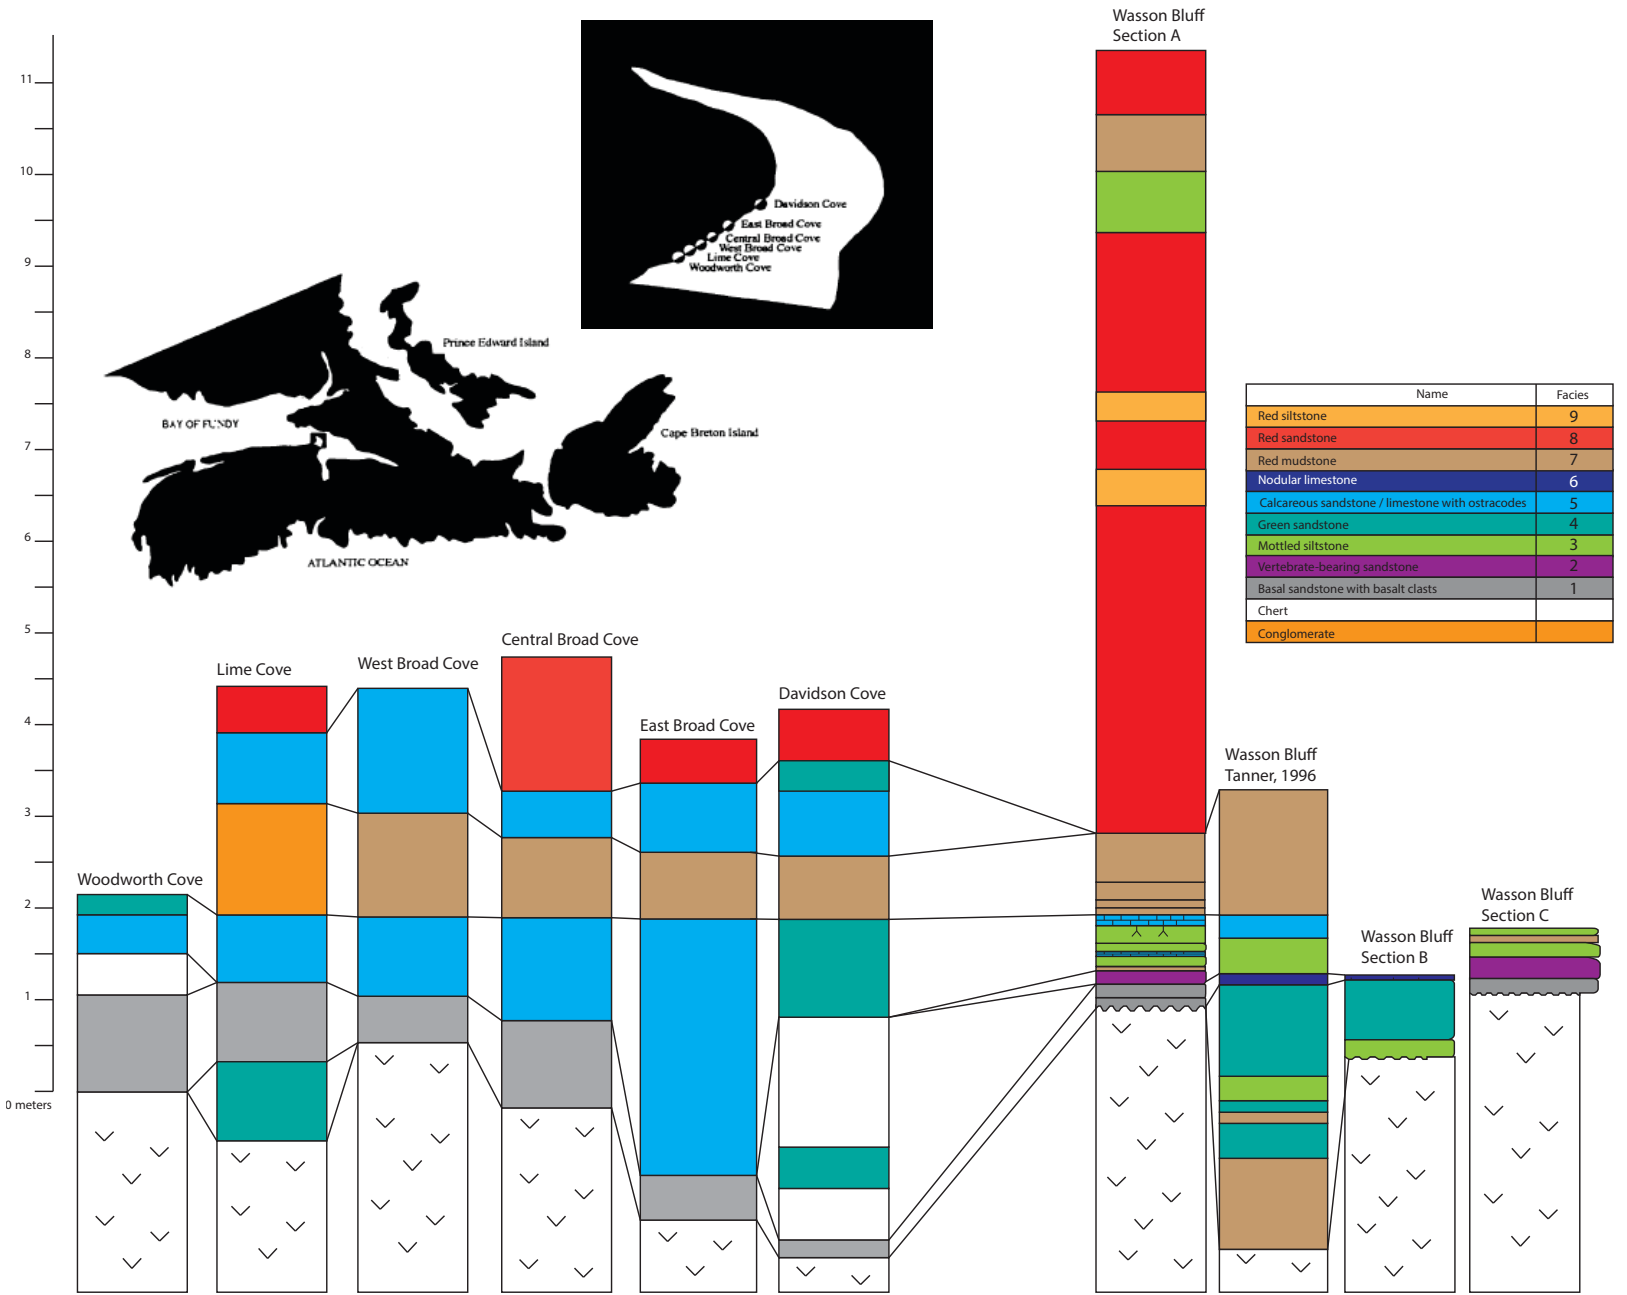 Wasson Bluff
Section A
11
10
9
8
7
6
5
4
3
2
1
0 meters
Davidson Cove
East Broad Cove
Central Broad Cove
West Broad Cove
Lime Cove
Woodworth Cove
Prince Edward Island
BAY OF FUNDY
Cape Breton Island
ATLANTIC OCEAN
Name Facies
Red siltstone 9
Red sandstone 8
Red mudstone 7
Nodular limestone 6
Calcareous sandstone / limestone with ostracodes 5
Green sandstone 4
Mottled siltstone 3
Vertebrate-bearing sandstone 2
Basal sandstone with basalt clasts 1
Chert
Conglomerate
Woodworth Cove
Lime Cove
West Broad Cove
Central Broad Cove
East Broad Cove
Davidson Cove
Wasson Bluff
Tanner, 1996
Wasson Bluff
Section B
Wasson Bluff
Section C